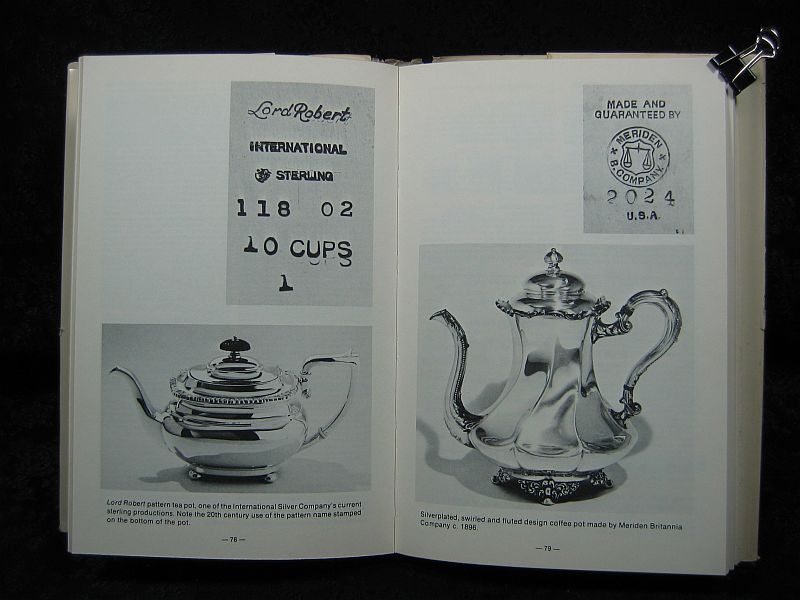 Lord Robert
INTERNATIONAL
STERLING
118 02
10 CUPS
1
Lord Robert pattern tea pot, one of the International Silver Company's current
sterling productions. Note the 20th century use of the pattern name stamped
on the bottom of the pot.
— 78 —
MADE AND
GUARANTEED BY
MERIDEN
B. COMPANY.
2024
U.S.A.
Silverplated, swirled and fluted design coffee pot made by Meriden Britannia
Company c. 1896.
— 79 —